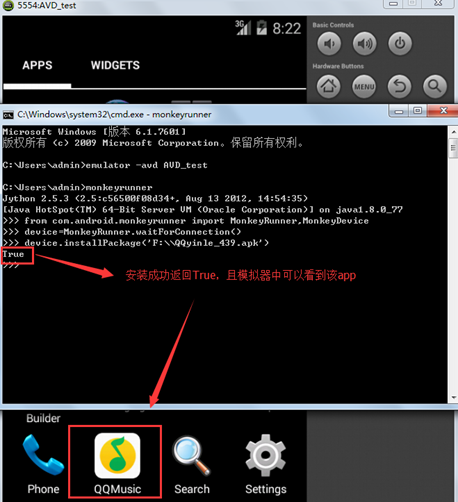 5554:AVD_test
3G
8:22
Basic Controls
APPS
WIDGETS
Hardware Buttons
MENU
C:\Windows\system32\cmd.exe - monkeyrunner
Microsoft Windows [版本 6.1.7601]
版权所有 (c) 2009 Microsoft Corporation。保留所有权利。
C:\Users\admin>emulator -avd AVD_test
C:\Users\admin>monkeyrunner
Jython 2.5.3 (2.5:c56500f08d34+, Aug 13 2012, 14:54:35)
[Java HotSpot(TM) 64-Bit Server VM (Oracle Corporation)] on java1.8.0_77
>>> from com.android.monkeyrunner import MonkeyRunner,MonkeyDevice
>>> device=MonkeyRunner.waitForConnection()
>>> device.installPackage('F:\\QQyinle_439.apk')
True
>>>
安装成功返回True，且模拟器中可以看到该app
Builder
Phone
QQMusic
Search
Settings